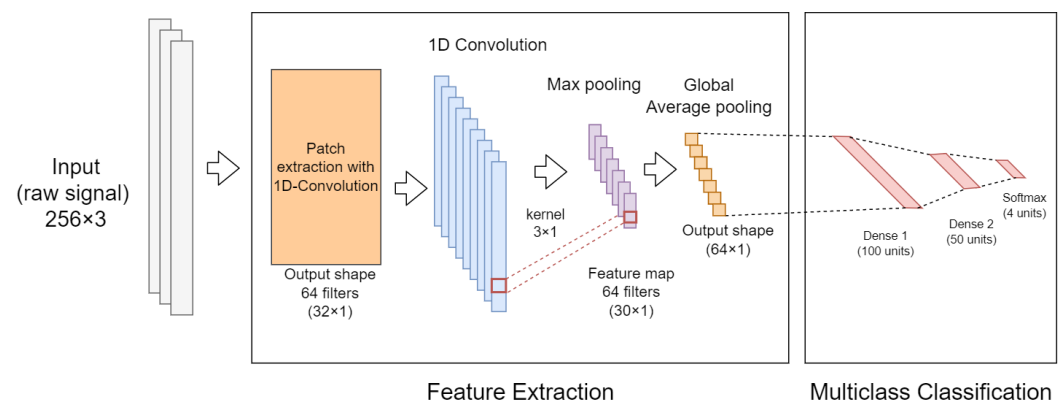 Input
(raw signal)
256×3
Patch
extraction with
1D-Convolution
Output shape
64 filters
(32×1)
1D Convolution
kernel
3×1
Max pooling
Feature map
64 filters
(30×1)
Global
Average pooling
Output shape
(64×1)
Dense 1
(100 units)
Dense 2
(50 units)
Softmax
(4 units)
Feature Extraction
Multiclass Classification